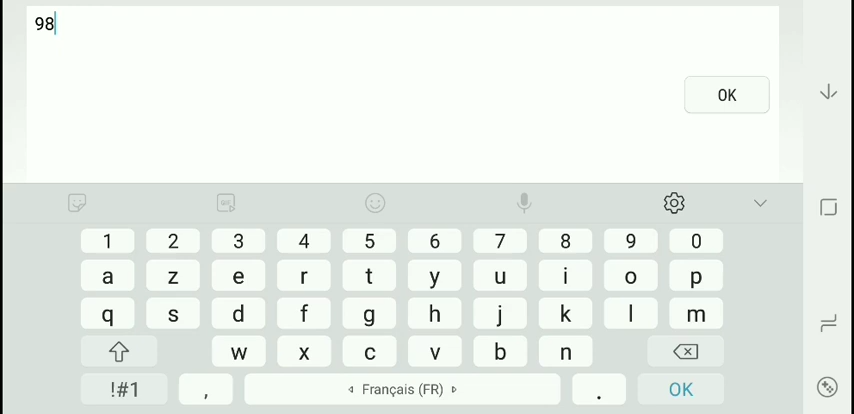 98
OK
1 2 3 4 5 6 7 8 9 0
a z e r t y u i o p
q s d f g h j k l m
w x c v b n
!#1 , Français (FR) . OK